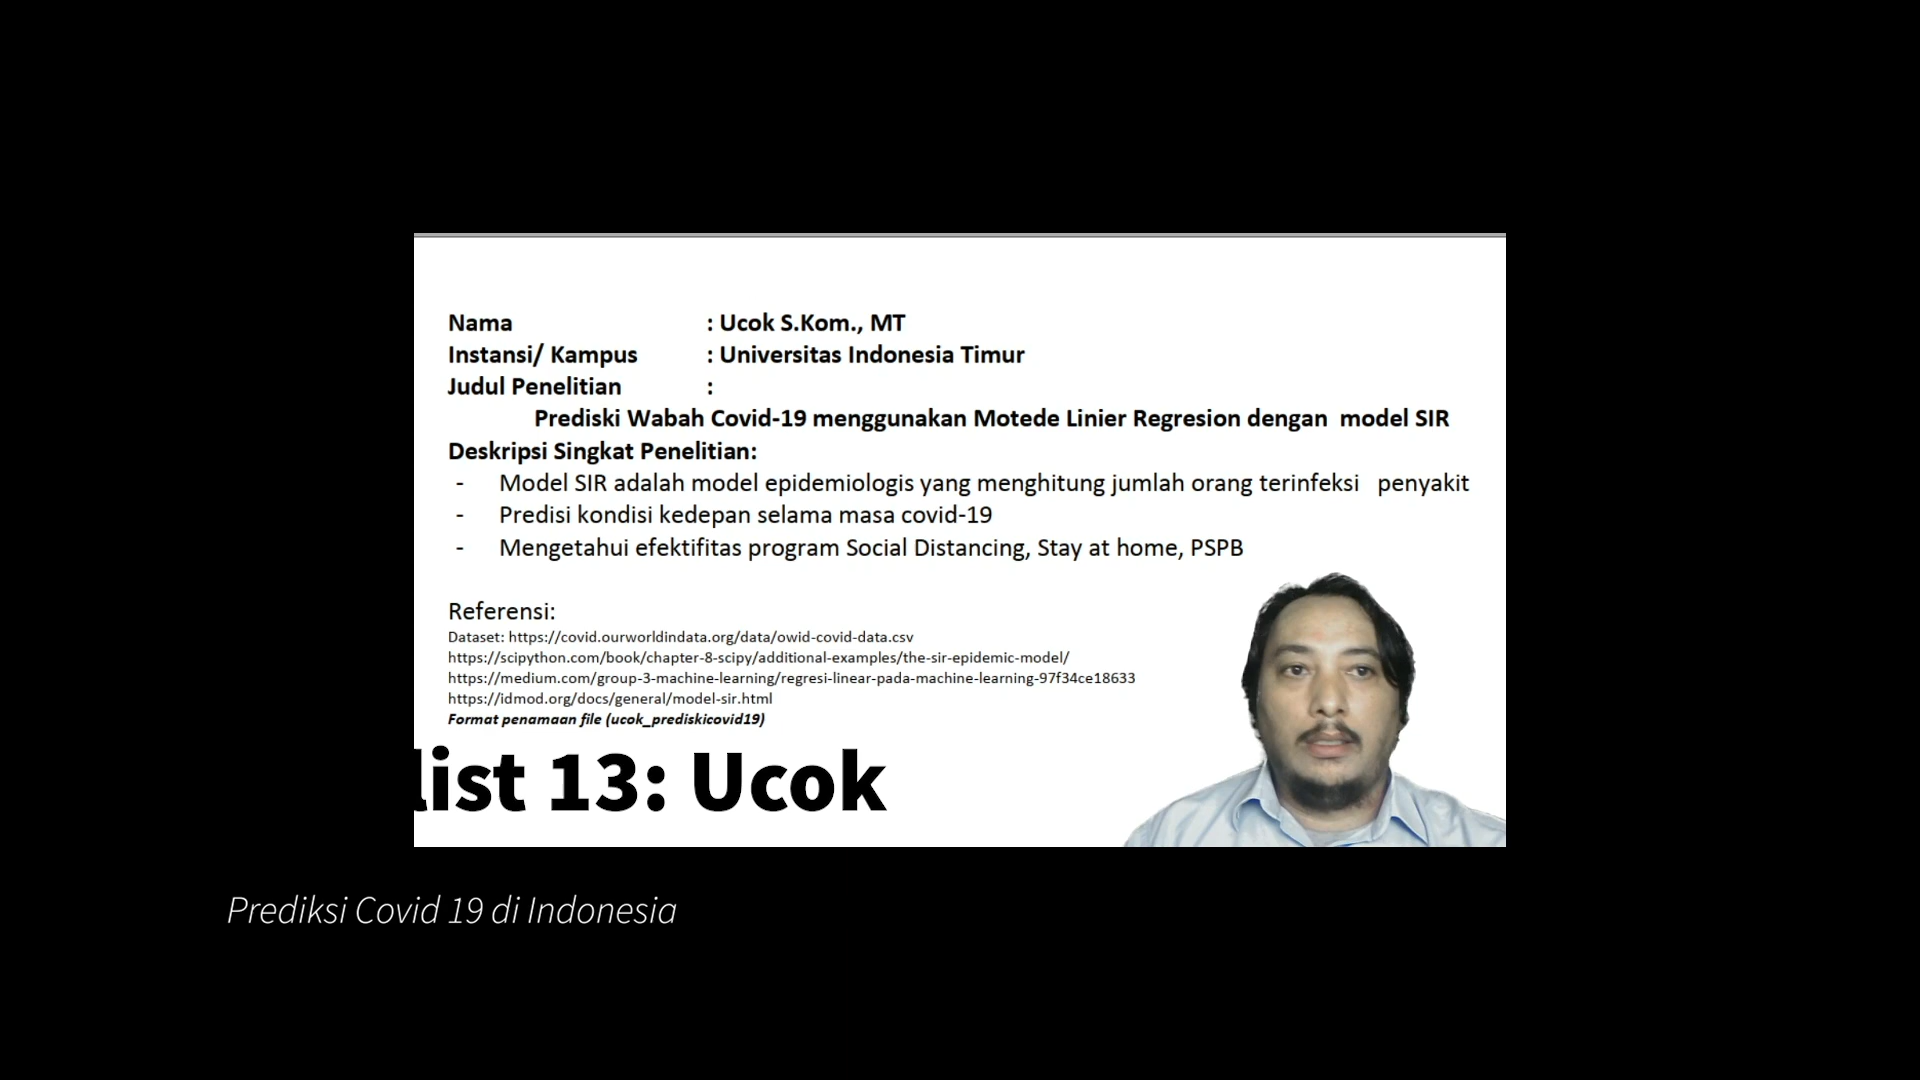 Nama : Ucok S.Kom., MT
Instansi/ Kampus : Universitas Indonesia Timur
Judul Penelitian :
Prediski Wabah Covid-19 menggunakan Motede Linier Regresion dengan model SIR
Deskripsi Singkat Penelitian:
- Model SIR adalah model epidemiologis yang menghitung jumlah orang terinfeksi penyakit
- Predisi kondisi kedepan selama masa covid-19
- Mengetahui efektifitas program Social Distancing, Stay at home, PSPB
Referensi:
Dataset: https://covid.ourworldindata.org/data/owid-covid-data.csv
https://scipython.com/book/chapter-8-scipy/additional-examples/the-sir-epidemic-model/
https://medium.com/group-3-machine-learning/regresi-linear-pada-machine-learning-97f34ce18633
https://idmod.org/docs/general/model-sir.html
Format penamaan file (ucok_prediskicovid19)
list 13: Ucok
Prediksi Covid 19 di Indonesia